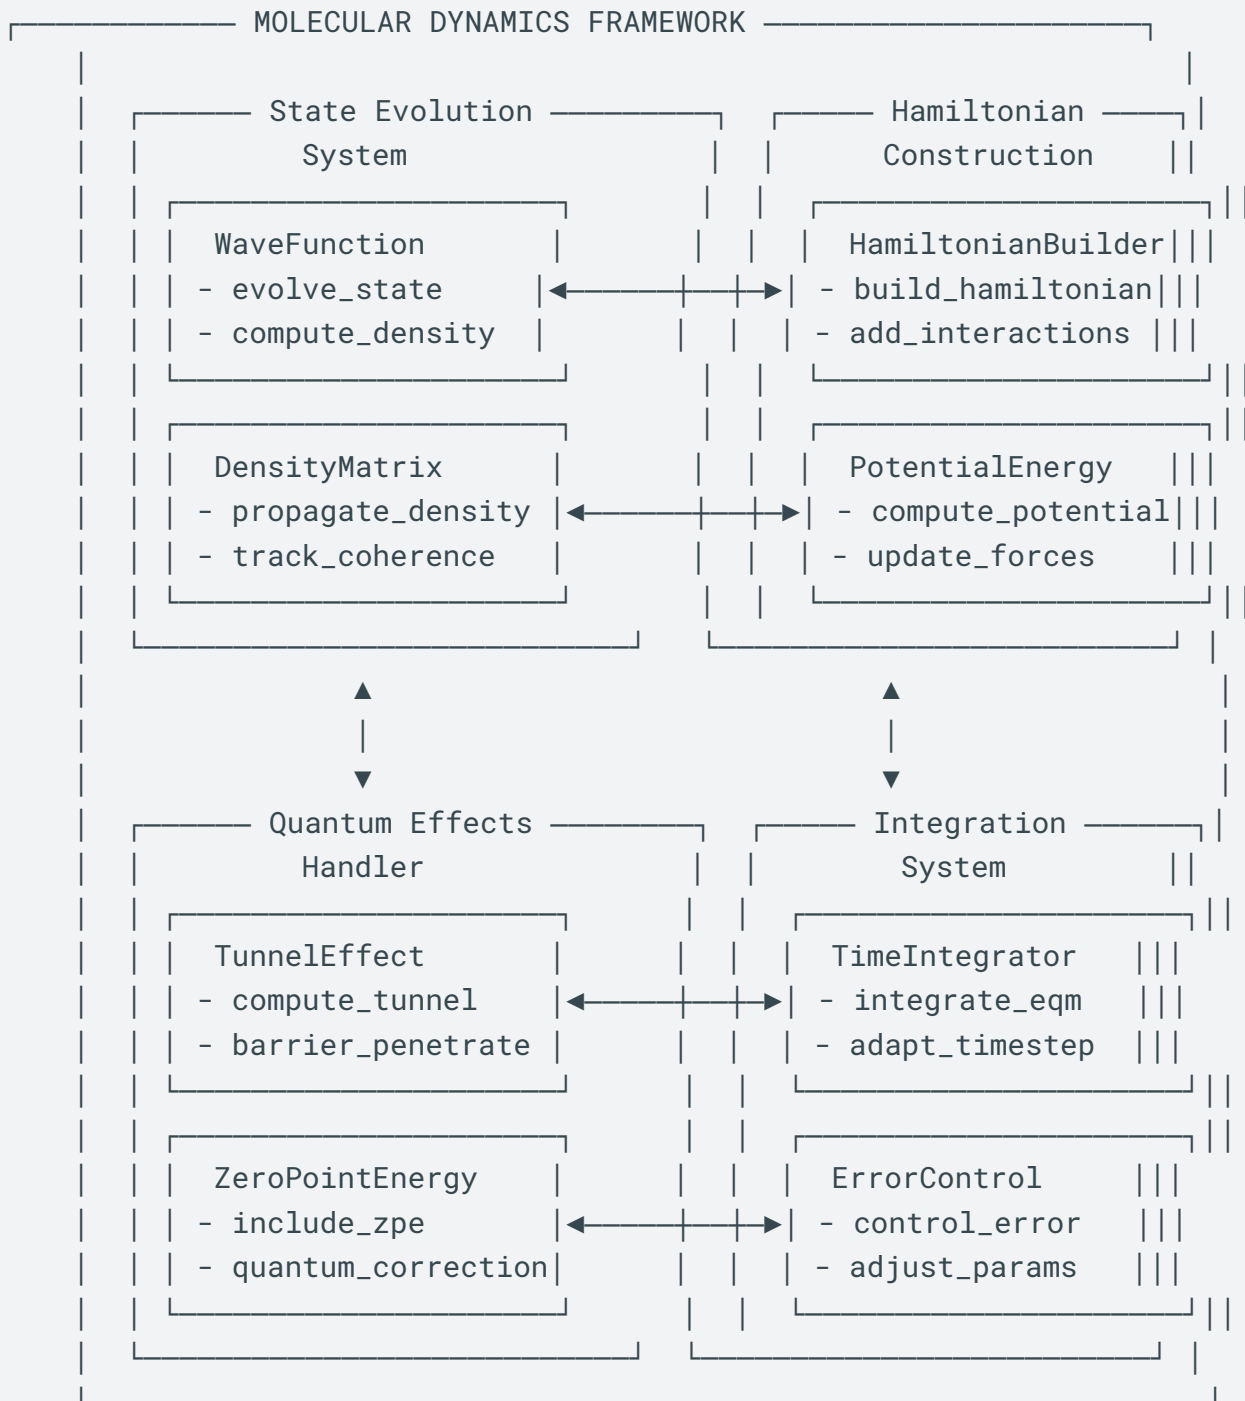 MOLECULAR DYNAMICS FRAMEWORK
State Evolution Hamiltonian
System Construction
WaveFunction HamiltonianBuilder
- evolve_state - build_hamiltonian
- compute_density - add_interactions
DensityMatrix PotentialEnergy
- propagate_density - compute_potential
- track_coherence - update_forces
Quantum Effects Integration
Handler System
TunnelEffect TimeIntegrator
- compute_tunnel - integrate_eqm
- barrier_penetrate - adapt_timestep
ZeroPointEnergy ErrorControl
- include_zpe - control_error
- quantum_correction - adjust_params